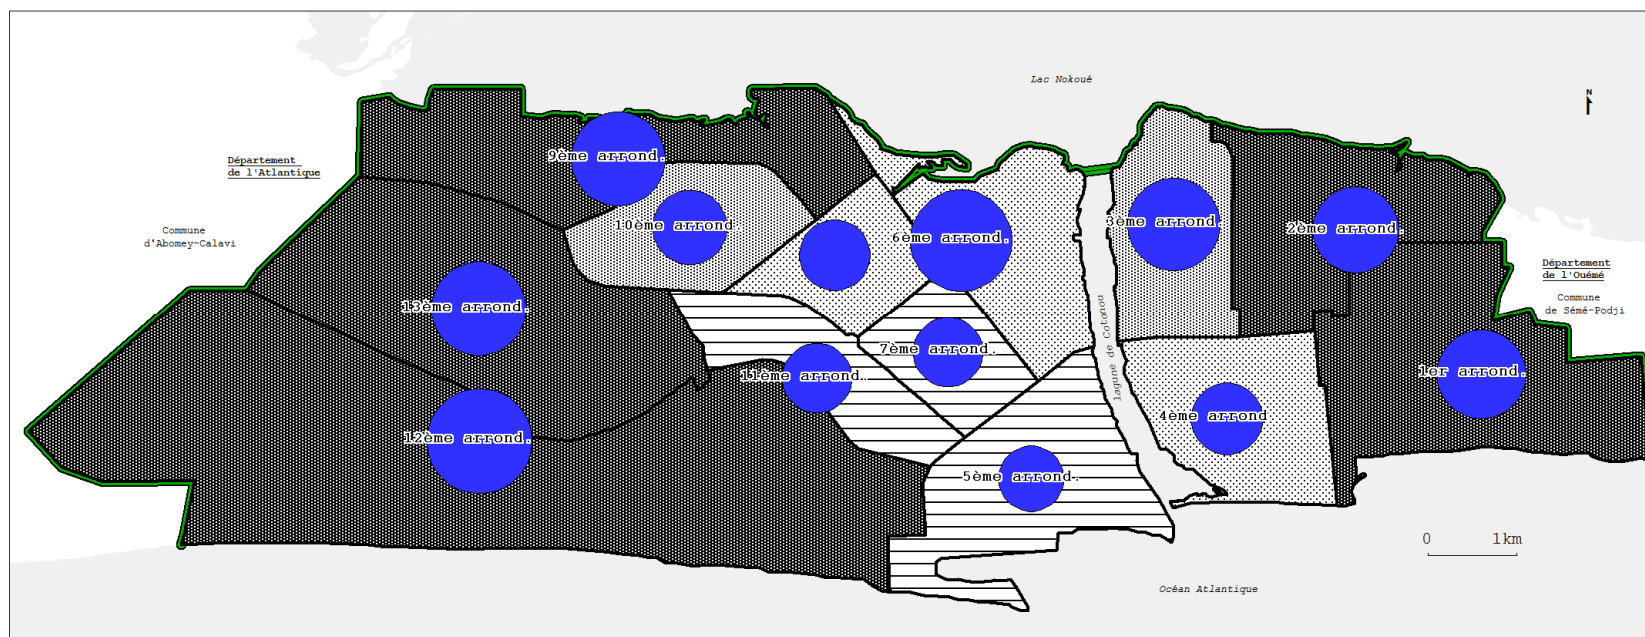 Lac Nokoué
N
Département
de l'Atlantique
9ème arrond.
Commune
d'Abomey-Calavi
10ème arrond.
6ème arrond.
3ème arrond
2ème arrond.
Département
de l'Ouémé
Commune
de Sémé-Podji
13ème arrond.
lagune de Cotonou
7ème arrond.
11ème arrond..
1er arrond.
12ème arrond.
4ème arrond
5ème arrond..
0 1km
Océan Atlantique